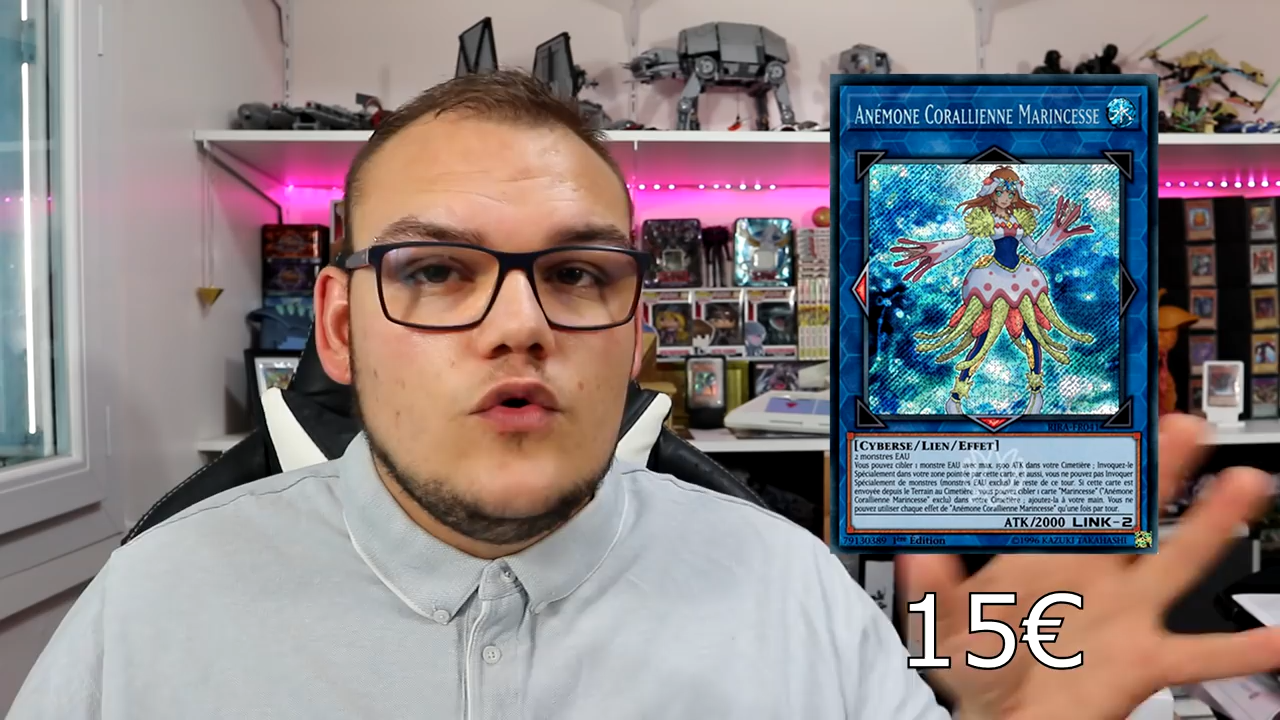 ANÉMONE CORALLIENNE MARINCESSE
RIRA-FR041
[CYBERSE/LIEN/EFFET]
2 monstres EAU
Vous pouvez cibler 1 monstre EAU avec max. 1500 ATK dans votre Cimetière ; Invoquez-le
Spécialement dans votre zone pointée par cette carte, et aussi, vous ne pouvez pas Invoquer
Spécialement de monstres (monstres EAU exclus) le reste de ce tour. Si cette carte est
envoyée depuis le Terrain au Cimetière : vous pouvez cibler 1 carte "Marincesse" ("Anémone
Corallienne Marincesse" exclu) dans votre Cimetière ; ajoutez-la à votre main. Vous ne
pouvez utiliser chaque effet de "Anémone Corallienne Marincesse" qu'une fois par tour.
ATK/2000 LINK-2
79130389 1ère Édition ©1996 KAZUKI TAKAHASHI
15€